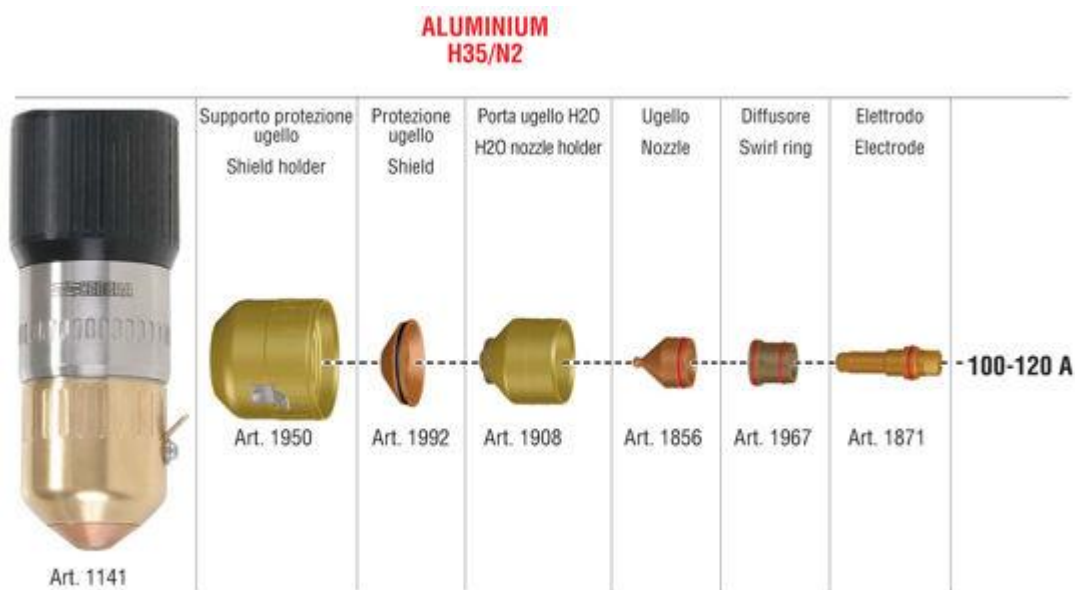 ALUMINIUM
H35/N2
Supporto protezione
ugello
Shield holder
Protezione
ugello
Shield
Porta ugello H2O
H2O nozzle holder
Ugello
Nozzle
Diffusore
Swirl ring
Elettrodo
Electrode
100-120 A
Art. 1950
Art. 1992
Art. 1908
Art. 1856
Art. 1967
Art. 1871
Art. 1141